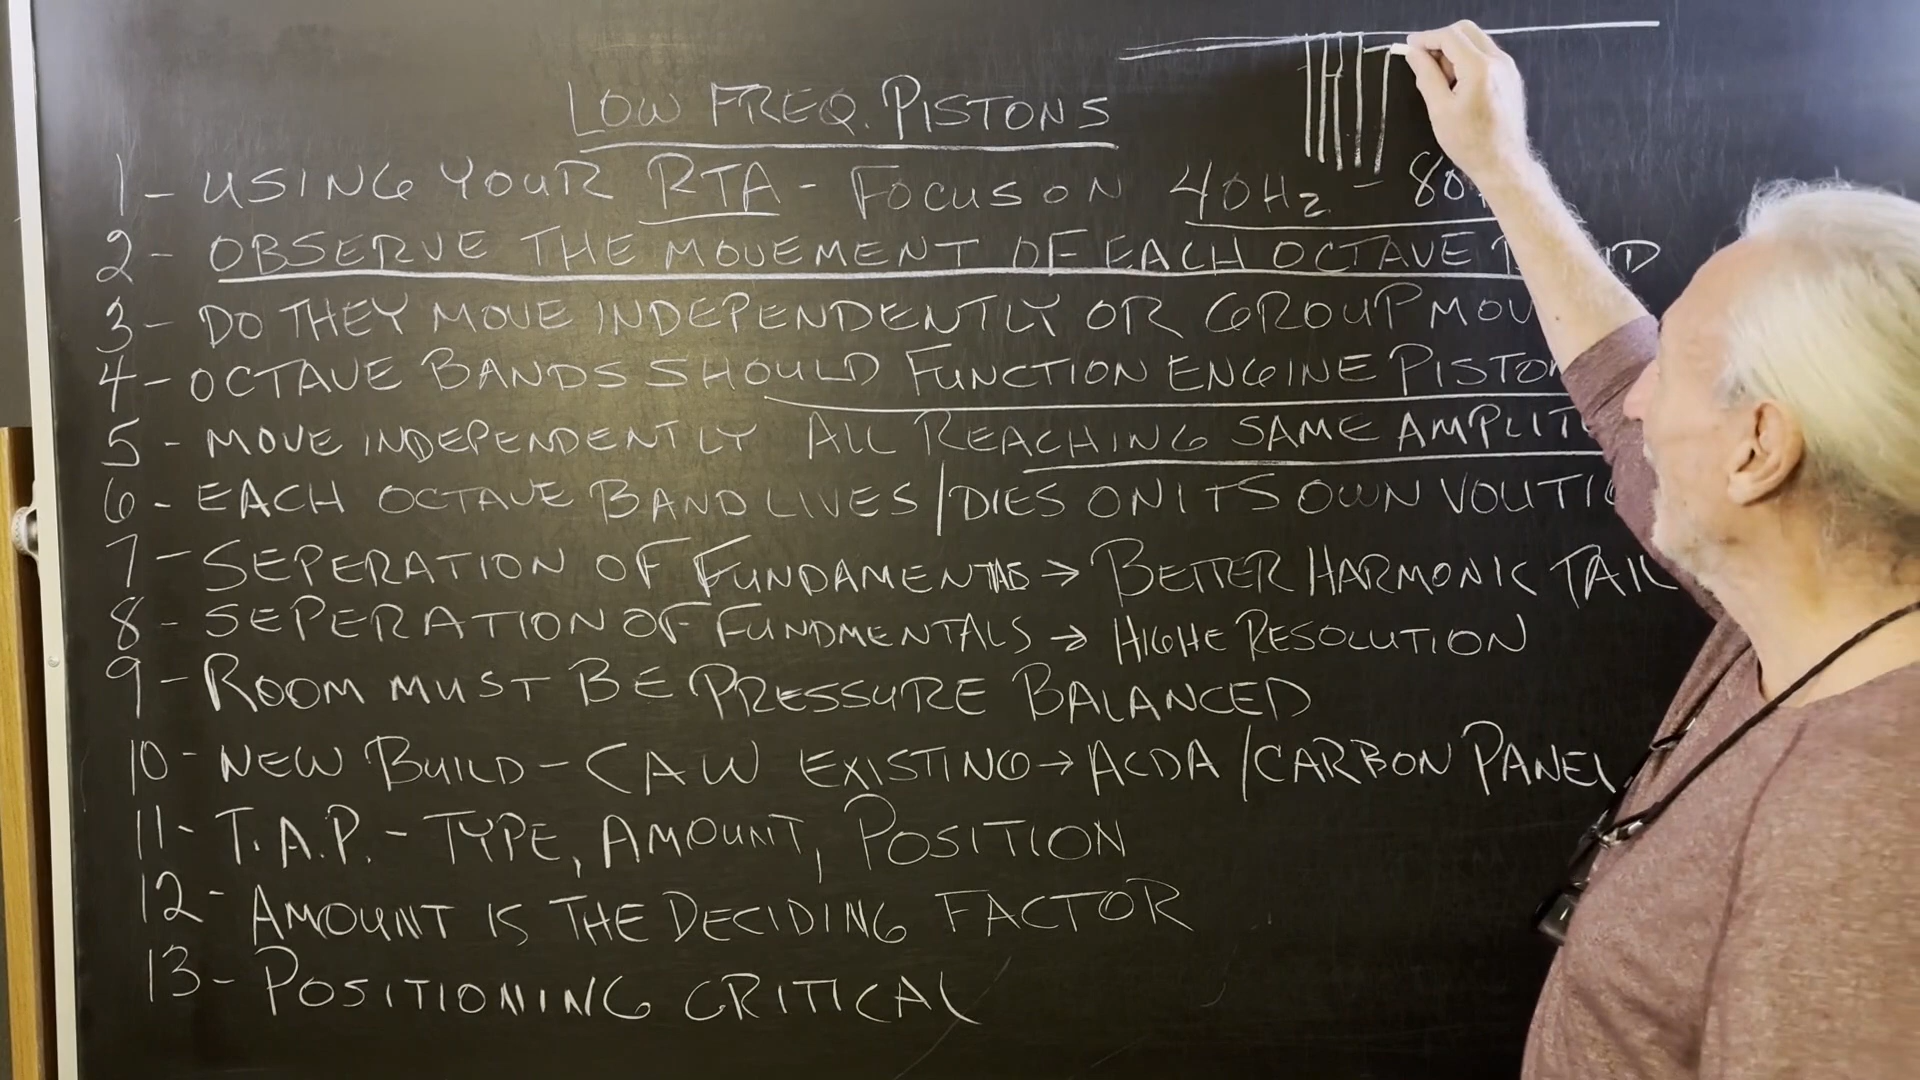 LOW FREQ. PISTONS
1- USING YOUR RTA - FOCUS ON 40Hz - 80
2- OBSERVE THE MOVEMENT OF EACH OCTAVE
3- DO THEY MOVE INDEPENDENTLY OR GROUP MOV
4- OCTAVE BANDS SHOULD FUNCTION ENGINE PISTON
5- MOVE INDEPENDENTLY ALL REACHING SAME AMPLIT
6- EACH OCTAVE BAND LIVES/DIES ON ITS OWN VOLITIO
7- SEPERATION OF FUNDAMENTALS → BETTER HARMONIC TAIL
8- SEPERATION OF FUNDMENTALS → HIGHE RESOLUTION
9- ROOM MUST BE PRESSURE BALANCED
10- NEW BUILD - CAW EXISTING → ACDA/CARBON PANEL
11- T.A.P. - TYPE, AMOUNT, POSITION
12- AMOUNT IS THE DECIDING FACTOR
13- POSITIONING CRITICAL